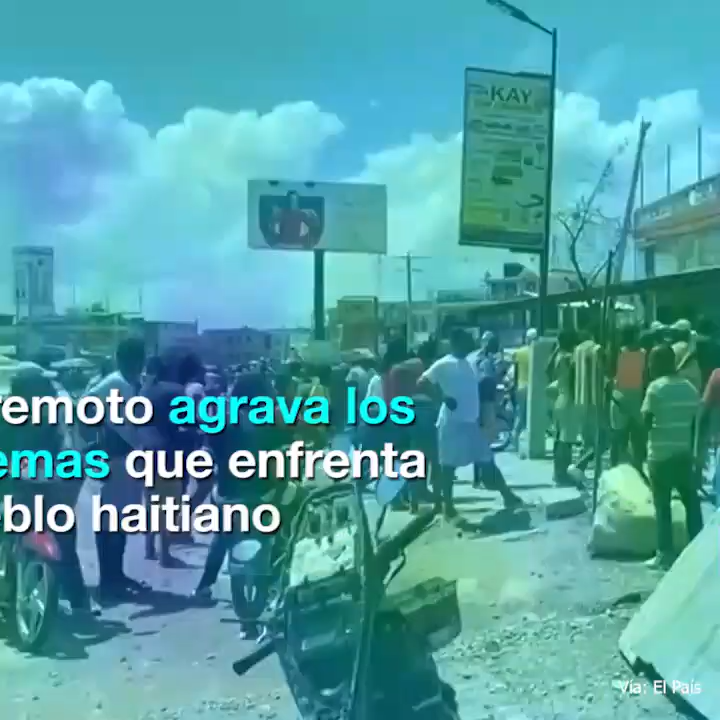 KAY
remoto agrava los
emas que enfrenta
blo haitiano
Vía: El País